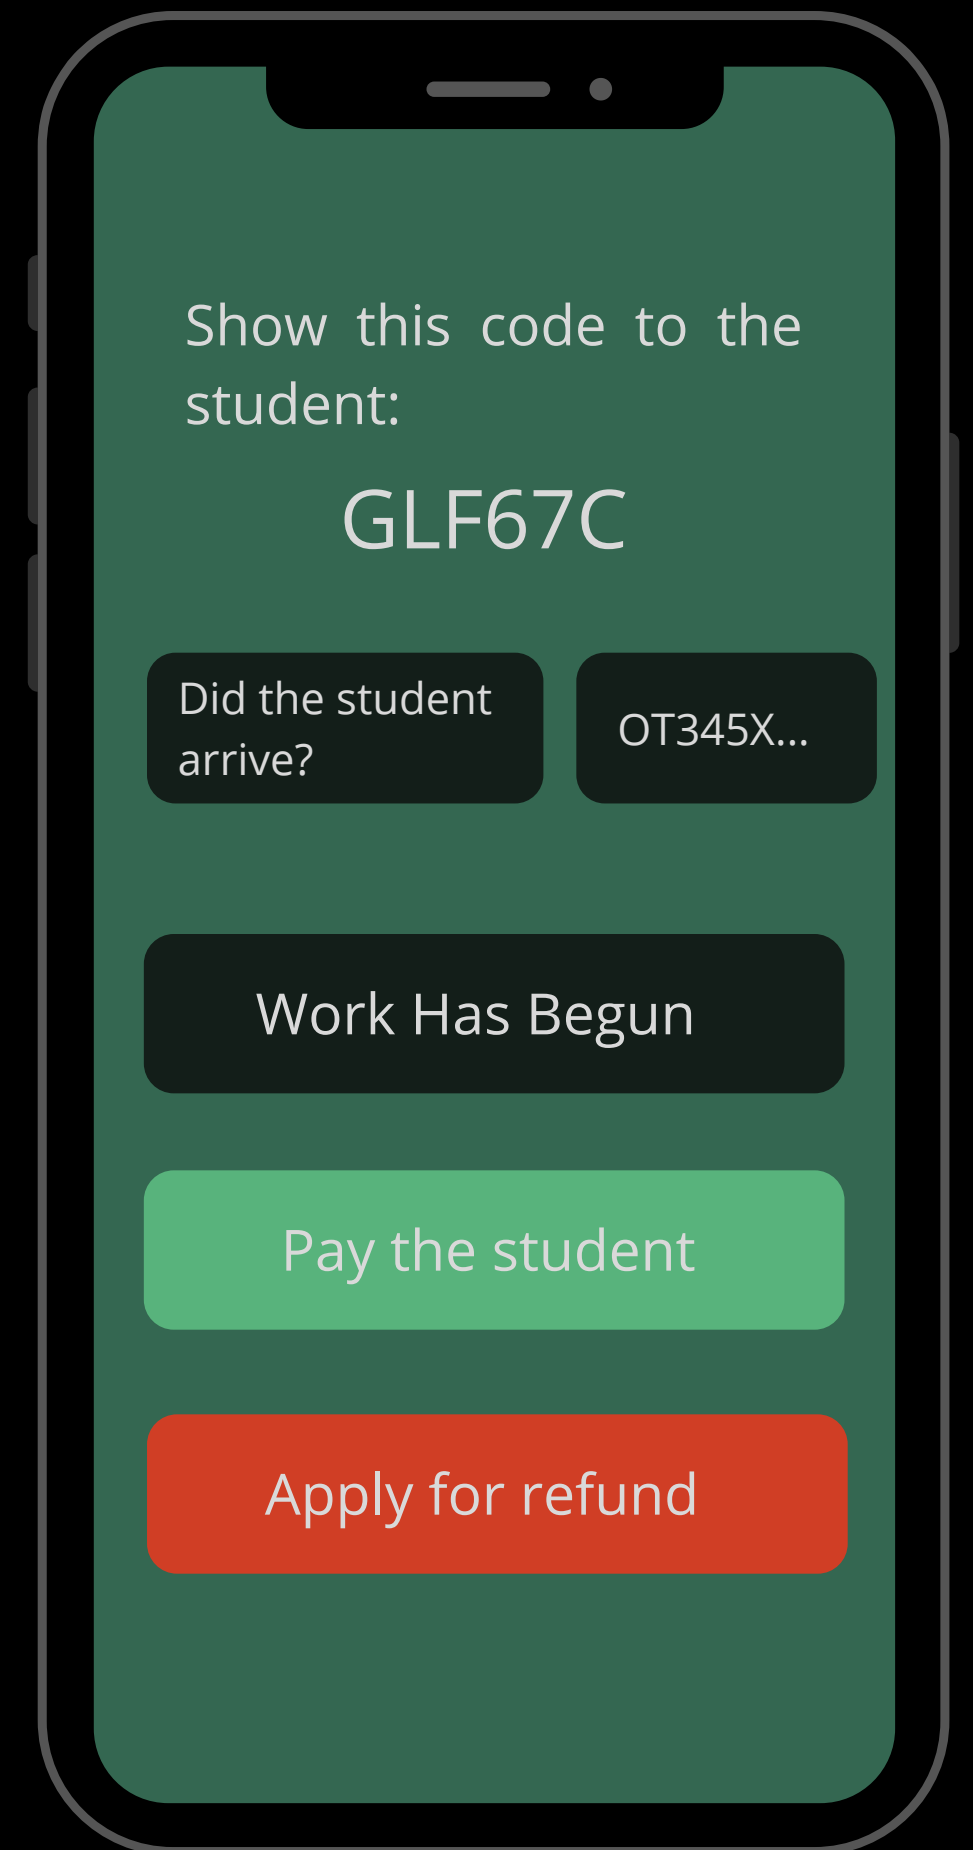 Show this code to the
student:
GLF67C
Did the student
arrive?
OT345X...
Work Has Begun
Pay the student
Apply for refund